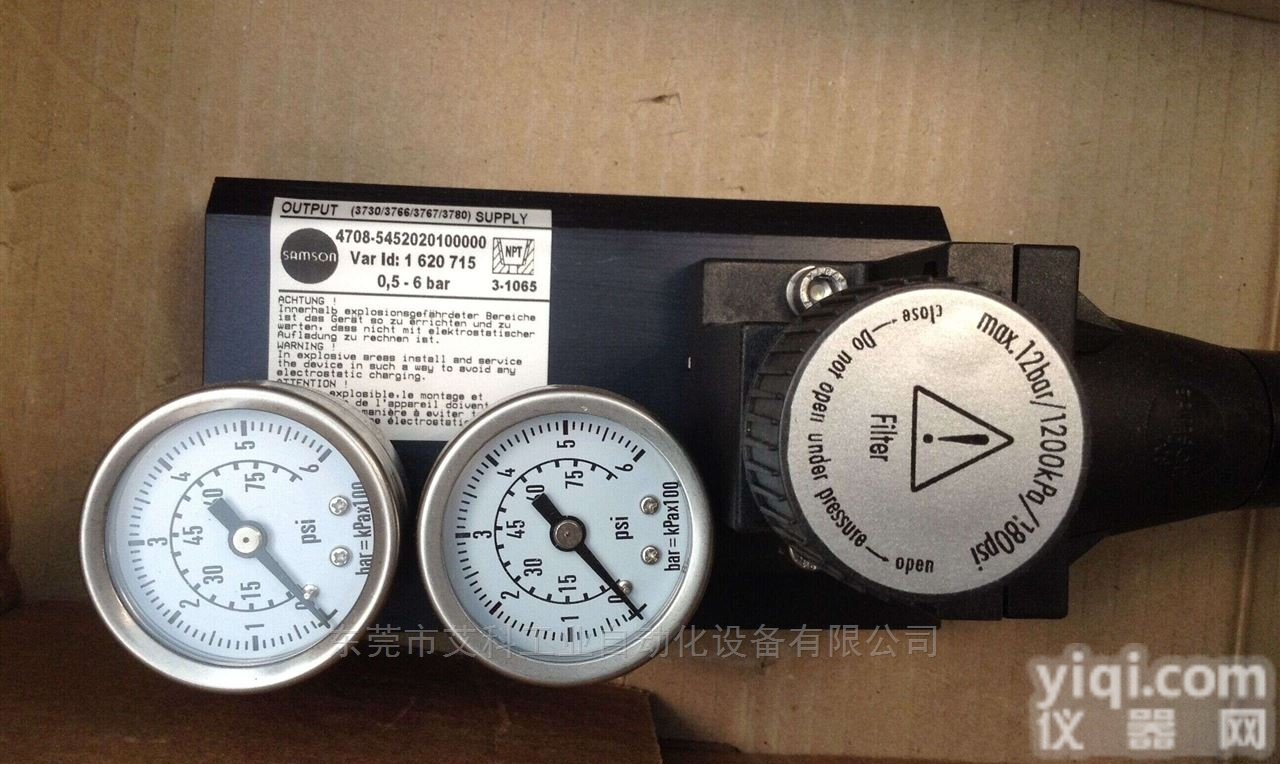 OUTPUT (3730/3766/3767/3780) SUPPLY
SAMSON
4708-5452020100000
Var Id: 1 620 715
0,5 - 6 bar
NPT
3-1065
ACHTUNG !
Innerhalb explosionsgefährdeter Bereiche
ist das Gerät so zu errichten und zu
warten, dass nicht mit elektrostatischer
Aufladung zu rechnen ist.
WARNING !
In explosive areas install and service
the device in such a way to avoid any
electrostatic charging.
ATTENTION !
explosible.le montage et
de l'appareil doivent
manière à eviter
électrostat
0 1 2 3 4 5 6
0 15 30 45 60 75
psi
bar=kPax100
0 1 2 3 4 5 6
0 15 30 45 60 75
psi
bar=kPax100
max.12bar/1200kPa/180psi
close - Do not open under pressure - open
Filter
!
东莞市艾科工业自动化设备有限公司
yiqi.com
仪器网